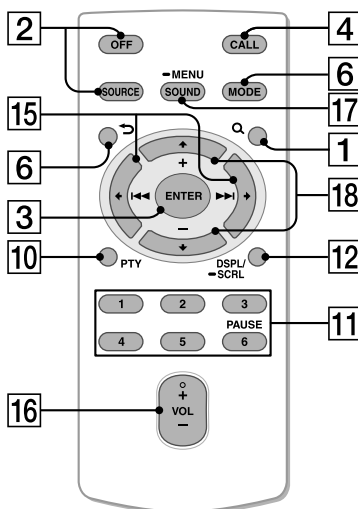 2
4
OFF
CALL
–MENU
6
SOURCE
SOUND
MODE
15
17
6
1
+
3
ENTER
18
–
10
PTY
DSPL/
–SCRL
12
1
2
3
PAUSE
11
4
5
6
16
+
VOL
–